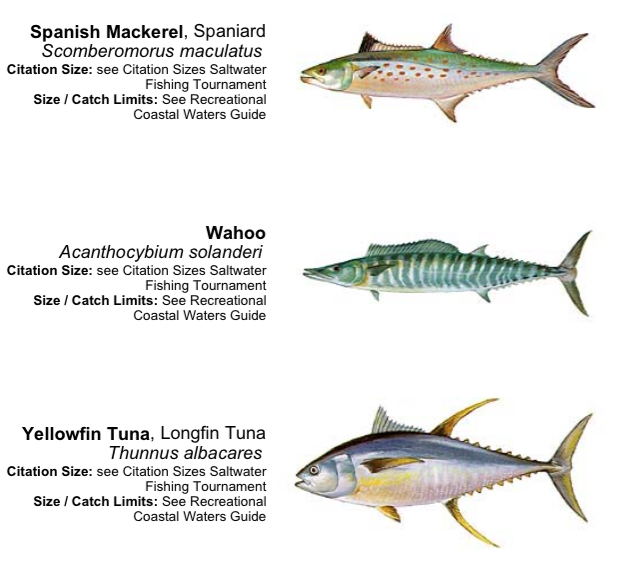 Spanish Mackerel, Spaniard
Scomberomorus maculatus
Citation Size: see Citation Sizes Saltwater
Fishing Tournament
Size / Catch Limits: See Recreational
Coastal Waters Guide
Wahoo
Acanthocybium solanderi
Citation Size: see Citation Sizes Saltwater
Fishing Tournament
Size / Catch Limits: See Recreational
Coastal Waters Guide
Yellowfin Tuna, Longfin Tuna
Thunnus albacares
Citation Size: see Citation Sizes Saltwater
Fishing Tournament
Size / Catch Limits: See Recreational
Coastal Waters Guide